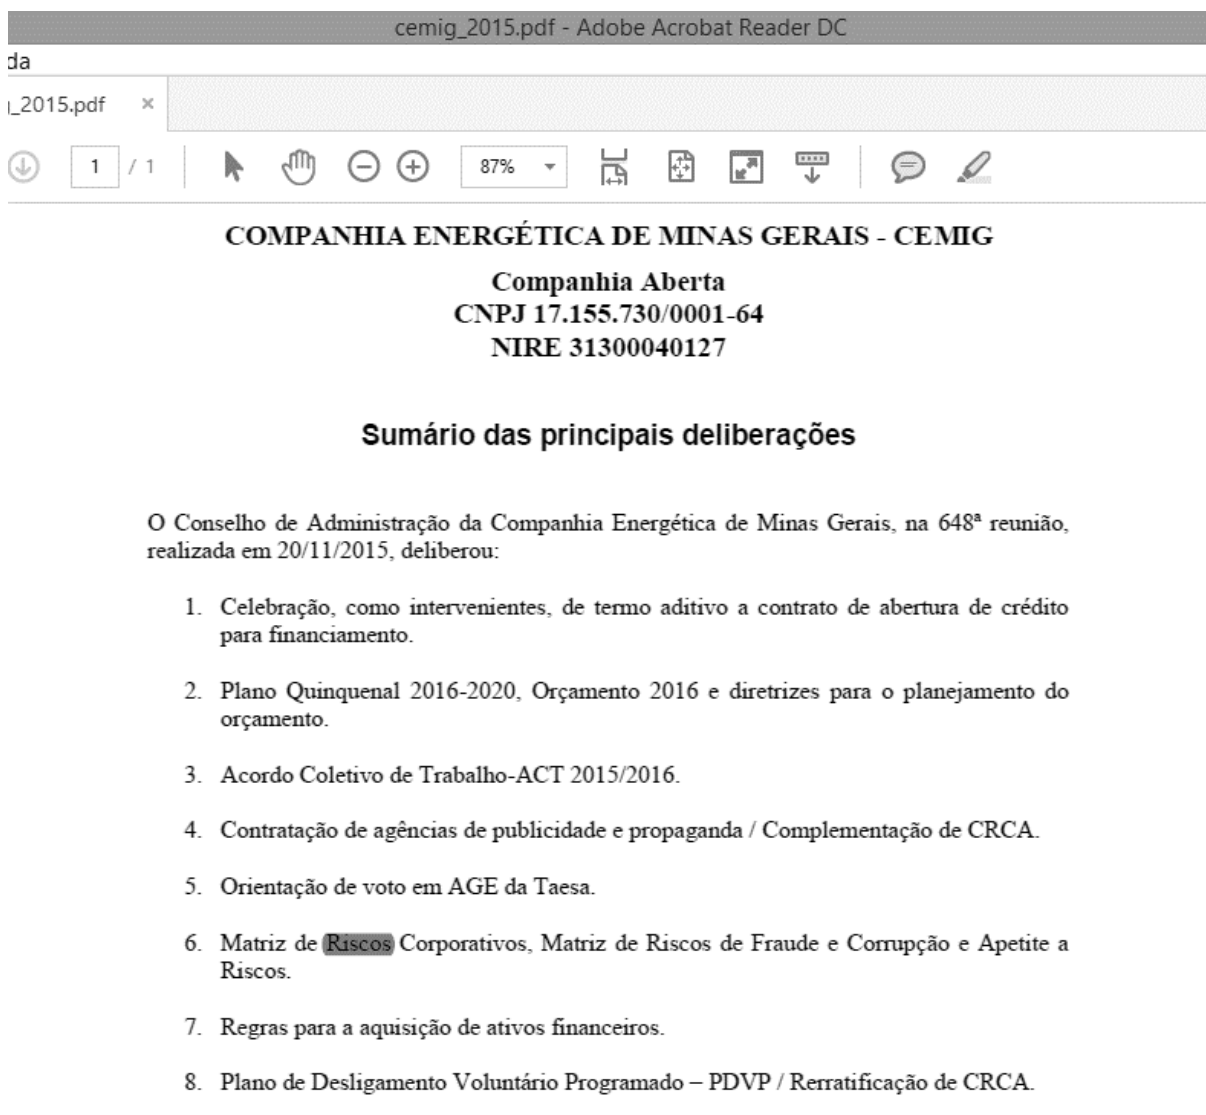 cemig_2015.pdf - Adobe Acrobat Reader DC
da
_2015.pdf ×
1 / 1 87%
COMPANHIA ENERGÉTICA DE MINAS GERAIS - CEMIG
Companhia Aberta
CNPJ 17.155.730/0001-64
NIRE 31300040127
Sumário das principais deliberações
O Conselho de Administração da Companhia Energética de Minas Gerais, na 648ª reunião,
realizada em 20/11/2015, deliberou:
1. Celebração, como intervenientes, de termo aditivo a contrato de abertura de crédito
para financiamento.
2. Plano Quinquenal 2016-2020, Orçamento 2016 e diretrizes para o planejamento do
orçamento.
3. Acordo Coletivo de Trabalho-ACT 2015/2016.
4. Contratação de agências de publicidade e propaganda / Complementação de CRCA.
5. Orientação de voto em AGE da Taesa.
6. Matriz de Riscos Corporativos, Matriz de Riscos de Fraude e Corrupção e Apetite a
Riscos.
7. Regras para a aquisição de ativos financeiros.
8. Plano de Desligamento Voluntário Programado – PDVP / Rerratificação de CRCA.